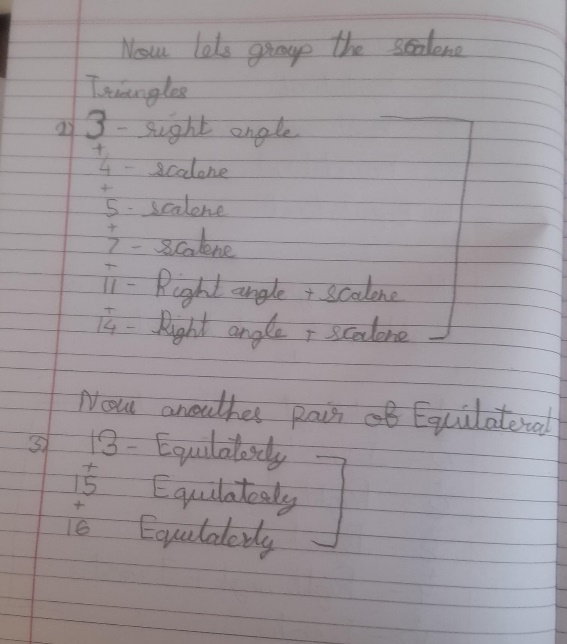 Now lets group the scalene
Triangles
2) 3 - right angle
+
4 - scalene
+
5 - scalene
+
7 - scalene
+
11 - Right angle + scalene
+
14 - Right angle + scalene
Now anouther pair of Equilateral
3) 13 - Equilaterly
+
15 Equilaterly
+
16 Equilaterly